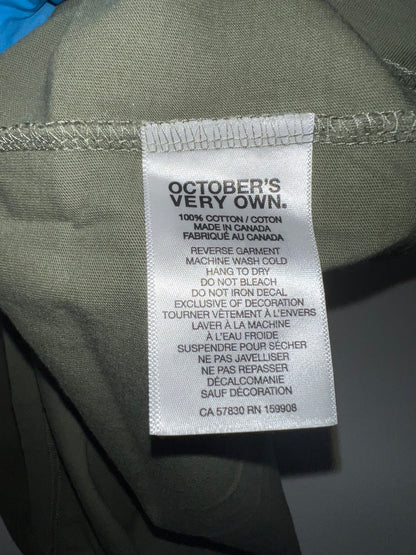 OCTOBER'S
VERY OWN.
100% COTTON / COTON
MADE IN CANADA
FABRIQUÉ AU CANADA
REVERSE GARMENT
MACHINE WASH COLD
HANG TO DRY
DO NOT BLEACH
DO NOT IRON DECAL
EXCLUSIVE OF DECORATION
TOURNER VÊTEMENT À L'ENVERS
LAVER À LA MACHINE
À L'EAU FROIDE
SUSPENDRE POUR SÉCHER
NE PAS JAVELLISER
NE PAS REPASSER
DÉCALCOMANIE
SAUF DÉCORATION
CA 57830 RN 159908